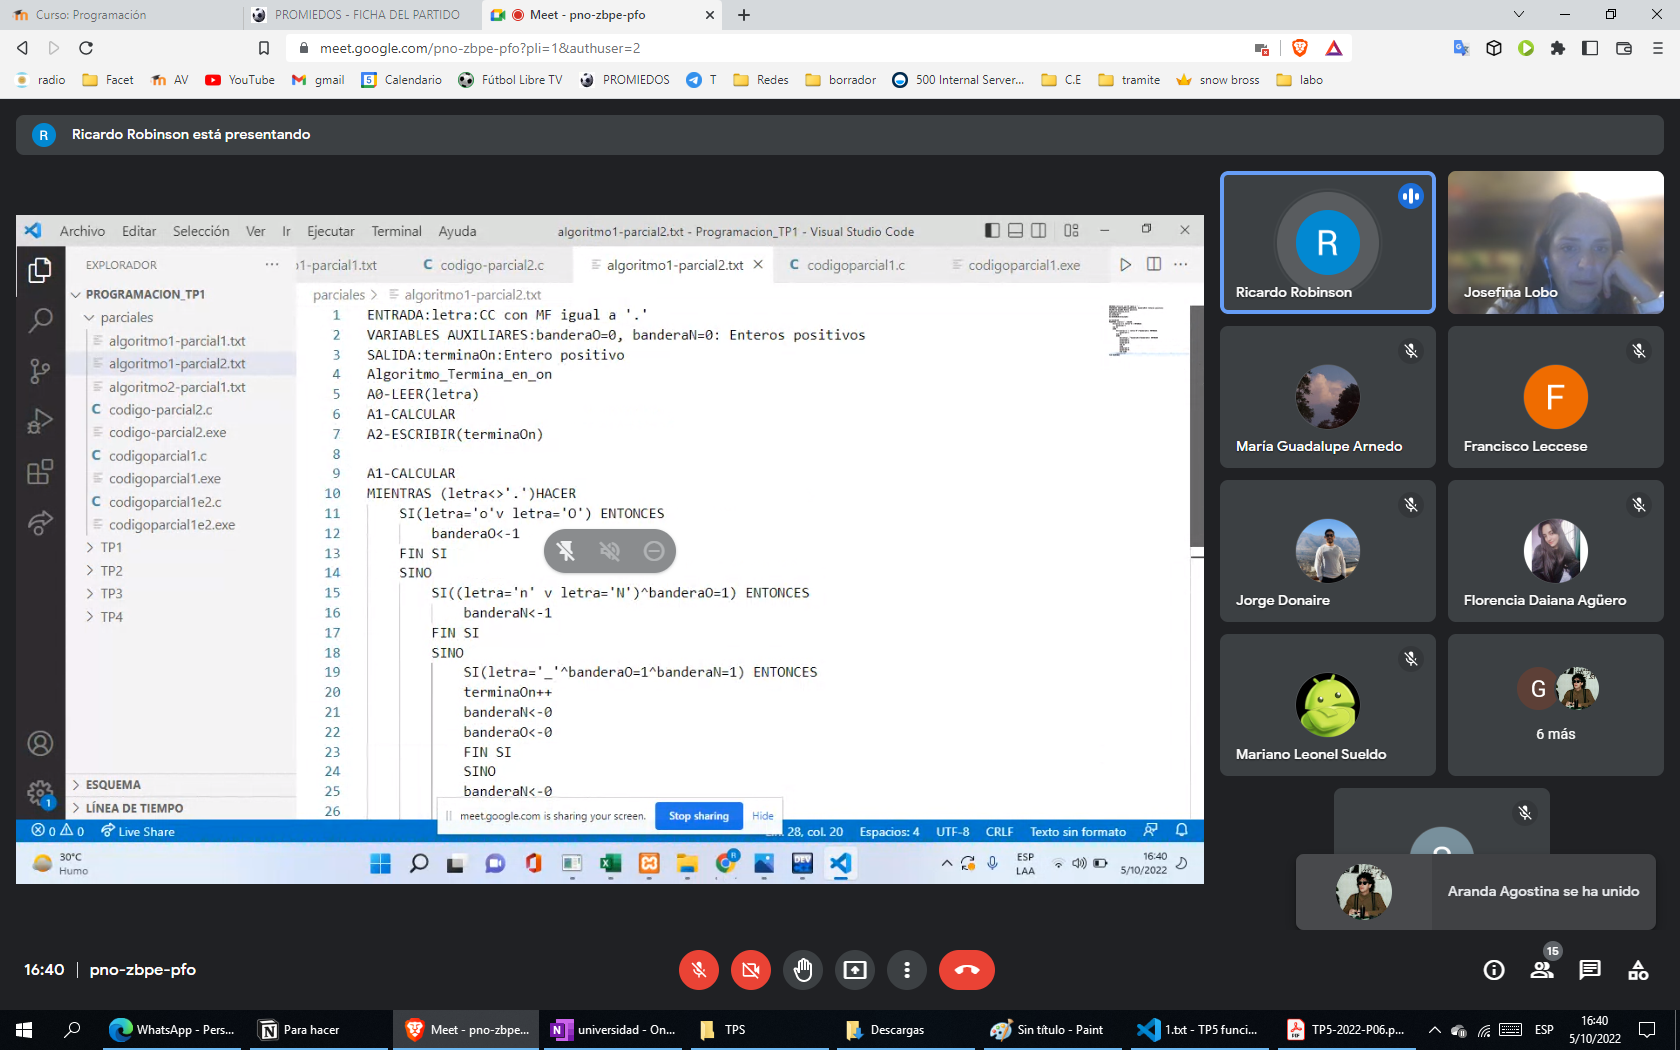 Curso: Programación
PROMIEDOS - FICHA DEL PARTIDO
Meet - pno-zbpe-pfo
meet.google.com/pno-zbpe-pfo?pli=1&authuser=2
radio Facet AV YouTube gmail Calendario Fútbol Libre TV PROMIEDOS T Redes borrador 500 Internal Server... C.E tramite snow bross labo
R Ricardo Robinson está presentando
Archivo Editar Selección Ver Ir Ejecutar Terminal Ayuda algoritmo1-parcial2.txt - Programacion_TP1 - Visual Studio Code
EXPLORADOR
o1-parcial1.txt codigo-parcial2.c algoritmo1-parcial2.txt codigoparcial1.c codigoparcial1.exe
PROGRAMACION_TP1
parciales
algoritmo1-parcial1.txt
algoritmo1-parcial2.txt
algoritmo2-parcial1.txt
codigo-parcial2.c
codigo-parcial2.exe
codigoparcial1.c
codigoparcial1.exe
codigoparcial1e2.c
codigoparcial1e2.exe
TP1
TP2
TP3
TP4
ESQUEMA
LÍNEA DE TIEMPO
parciales > algoritmo1-parcial2.txt
1 ENTRADA:letra:CC con MF igual a '.'
2 VARIABLES AUXILIARES:banderaO=0, banderaN=0: Enteros positivos
3 SALIDA:terminaOn:Entero positivo
4 Algoritmo_Termina_en_on
5 A0-LEER(letra)
6 A1-CALCULAR
7 A2-ESCRIBIR(terminaOn)
8
9 A1-CALCULAR
10 MIENTRAS (letra<>'.')HACER
11 SI(letra='o'v letra='O') ENTONCES
12 banderaO<-1
13 FIN SI
14 SINO
15 SI((letra='n' v letra='N')^banderaO=1) ENTONCES
16 banderaN<-1
17 FIN SI
18 SINO
19 SI(letra='_'^banderaO=1^banderaN=1) ENTONCES
20 terminaOn++
21 banderaN<-0
22 banderaO<-0
23 FIN SI
24 SINO
25 banderaN<-0
26
meet.google.com is sharing your screen. Stop sharing Hide
1
0 0 Live Share
28, col. 20 Espacios: 4 UTF-8 CRLF Texto sin formato
30°C
Humo
R
DEV
ESP
LAA
16:40
5/10/2022
R
Ricardo Robinson
Josefina Lobo
María Guadalupe Arnedo
F
Francisco Leccese
Jorge Donaire
Florencia Daiana Agüero
Mariano Leonel Sueldo
G
6 más
Aranda Agostina se ha unido
16:40 | pno-zbpe-pfo
15
WhatsApp - Pers...
Para hacer
Meet - pno-zbpe...
universidad - On...
TPS
Descargas
Sin título - Paint
1.txt - TP5 funci...
TP5-2022-P06.p...
ESP
16:40
5/10/2022